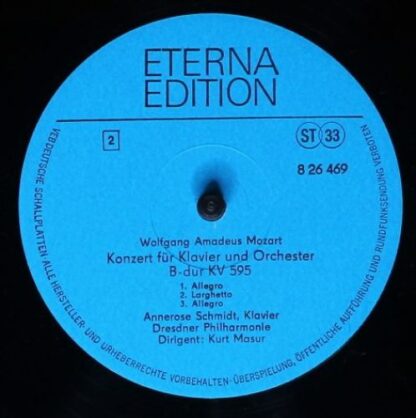 ETERNA
EDITION
2
ST 33
8 26 469
Wolfgang Amadeus Mozart
Konzert für Klavier und Orchester
B-dur KV 595
1. Allegro
2. Larghetto
3. Allegro
Annerose Schmidt, Klavier
Dresdner Philharmonie
Dirigent: Kurt Masur
VEB DEUTSCHE SCHALLPLATTEN·ALLE HERSTELLER- UND URHEBERRECHTE VORBEHALTEN·ÜBERSPIELUNG, ÖFFENTLICHE AUFFÜHRUNG UND RUNDFUNKSENDUNG VERBOTEN